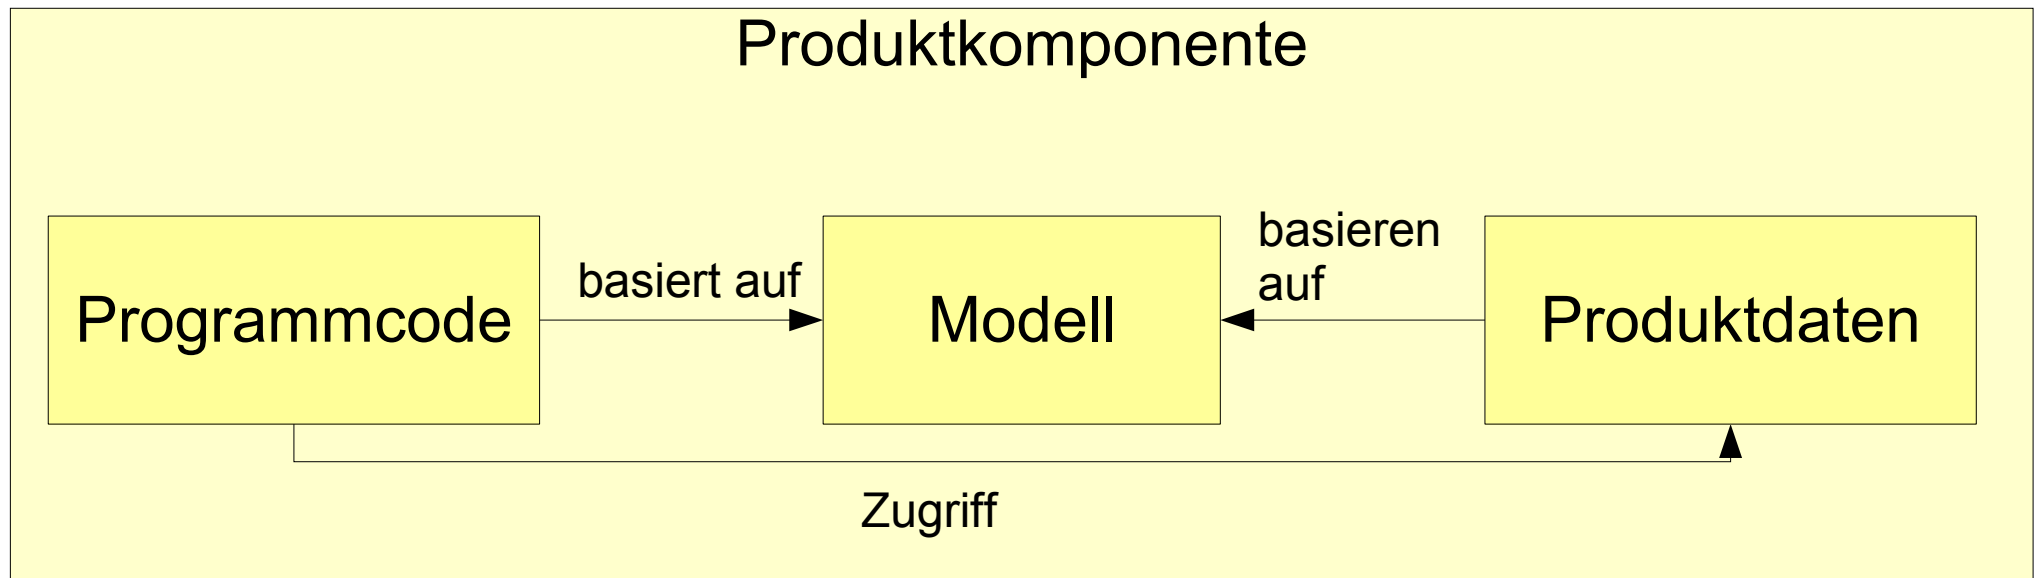 Produktkomponente
Programmcode
basiert auf
Modell
basieren
auf
Produktdaten
Zugriff